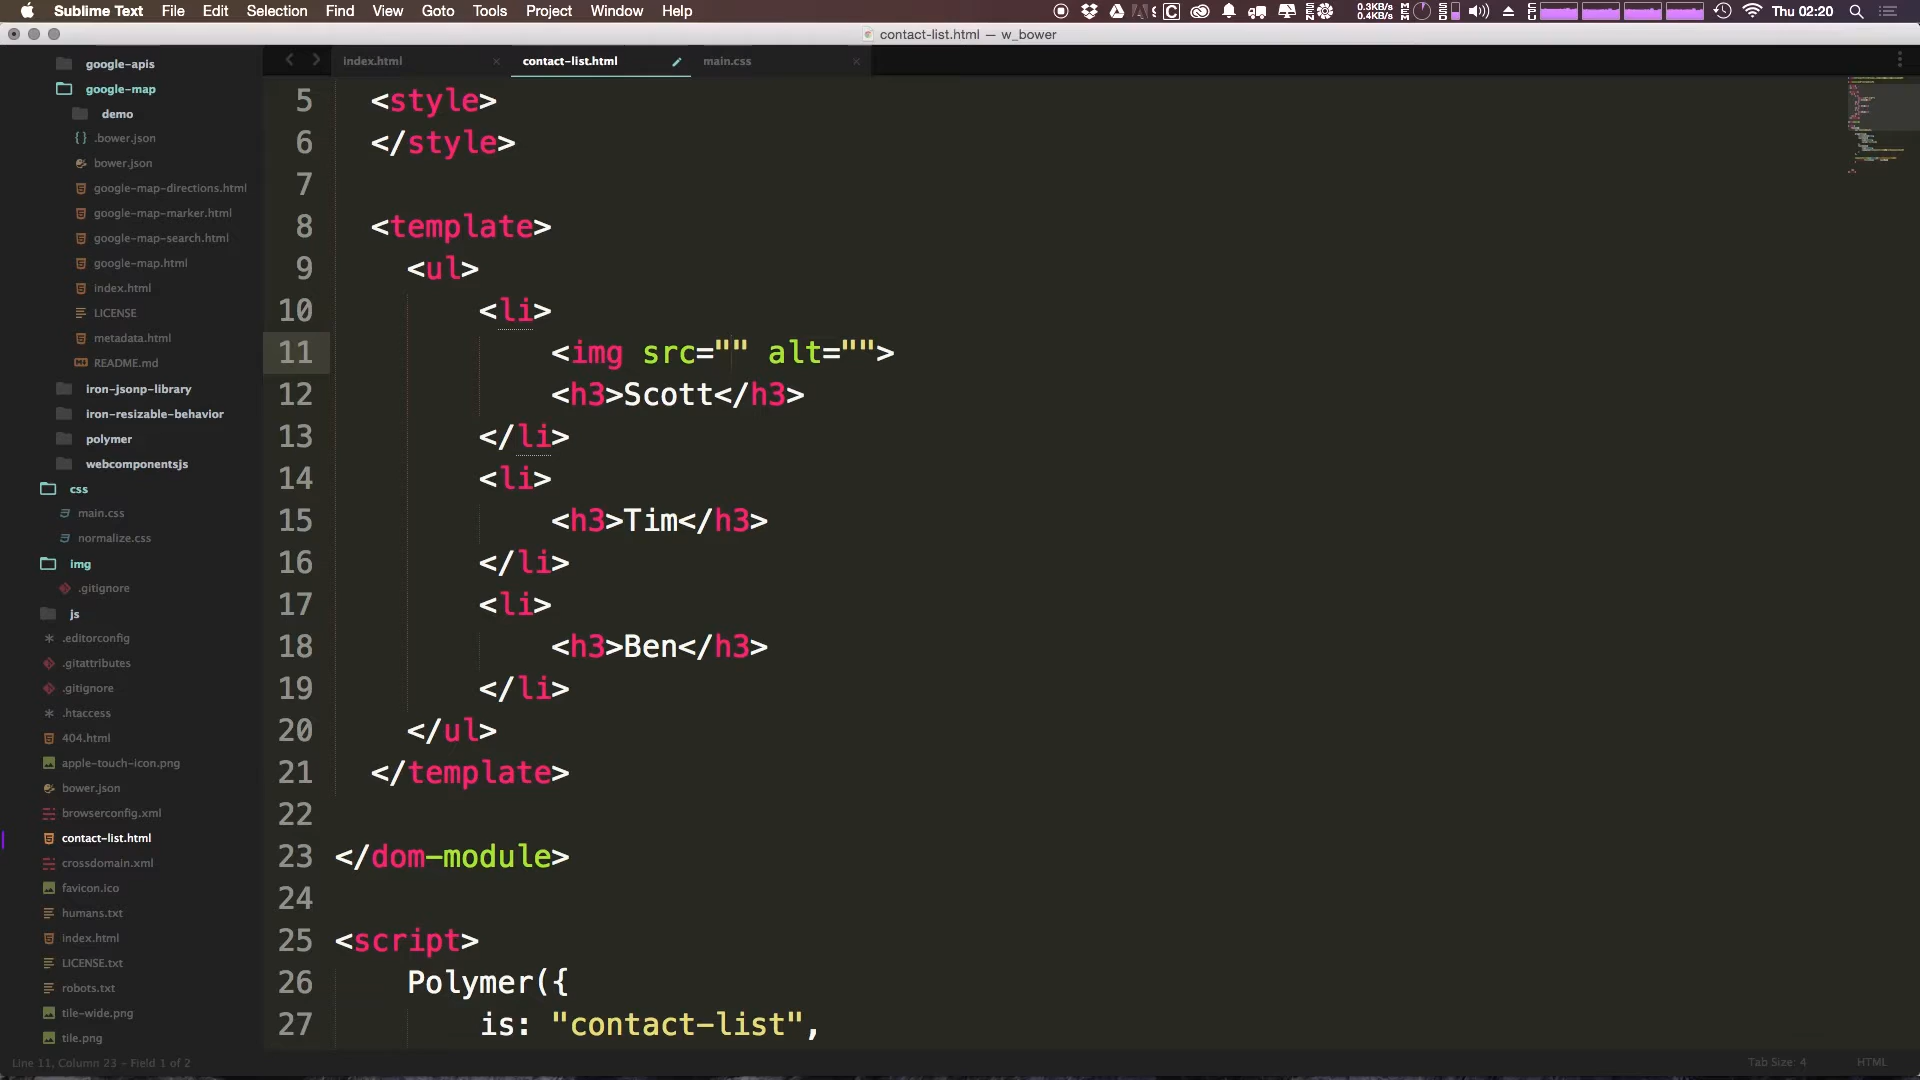 Sublime Text File Edit Selection Find View Goto Tools Project Window Help
0.3KB/s
0.4KB/s
Thu 02:20
contact-list.html — w_bower
index.html
contact-list.html
main.css
google-apis
google-map
demo
.bower.json
bower.json
google-map-directions.html
google-map-marker.html
google-map-search.html
google-map.html
index.html
LICENSE
metadata.html
README.md
iron-jsonp-library
iron-resizable-behavior
polymer
webcomponentsjs
css
main.css
normalize.css
img
.gitignore
js
.editorconfig
.gitattributes
.gitignore
.htaccess
404.html
apple-touch-icon.png
bower.json
browserconfig.xml
contact-list.html
crossdomain.xml
favicon.ico
humans.txt
index.html
LICENSE.txt
robots.txt
tile-wide.png
tile.png
5 <style>
6 </style>
7
8 <template>
9 <ul>
10 <li>
11 <img src="" alt="">
12 <h3>Scott</h3>
13 </li>
14 <li>
15 <h3>Tim</h3>
16 </li>
17 <li>
18 <h3>Ben</h3>
19 </li>
20 </ul>
21 </template>
22
23 </dom-module>
24
25 <script>
26 Polymer({
27 is: "contact-list",
Line 11, Column 23 – Field 1 of 2
Tab Size: 4
HTML